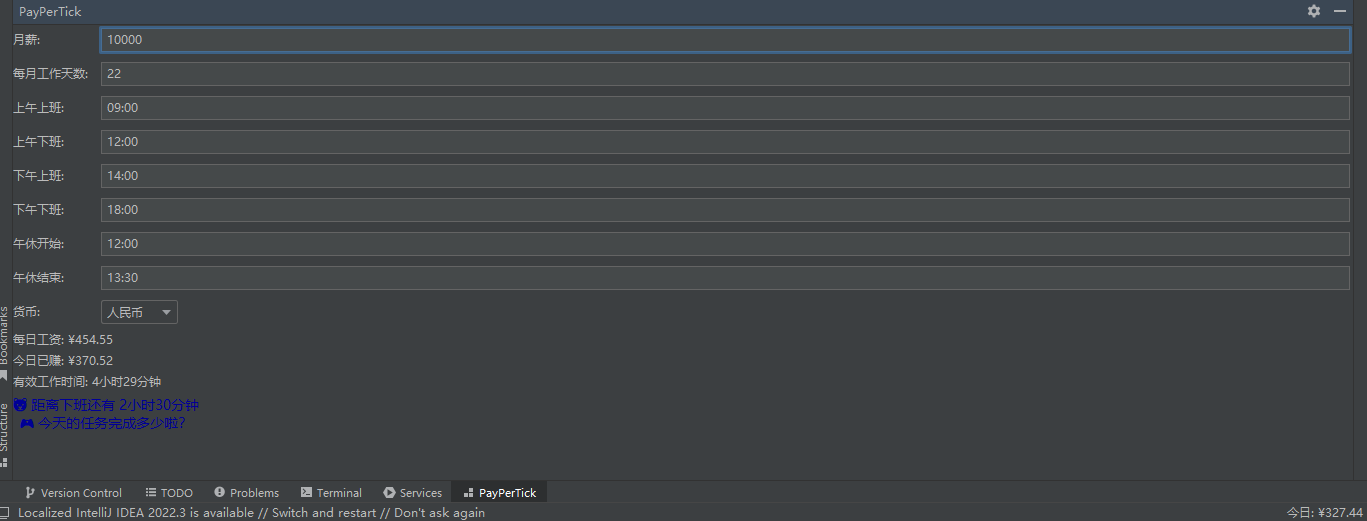 PayPerTick
月薪: 10000
每月工作天数: 22
上午上班: 09:00
上午下班: 12:00
下午上班: 14:00
下午下班: 18:00
午休开始: 12:00
午休结束: 13:30
货币: 人民币
每日工资: ¥454.55
今日已赚: ¥370.52
有效工作时间: 4小时29分钟
距离下班还有 2小时30分钟
今天的任务完成多少啦?
Bookmarks
Structure
Version Control TODO Problems Terminal Services PayPerTick
Localized IntelliJ IDEA 2022.3 is available // Switch and restart // Don't ask again 今日: ¥327.44